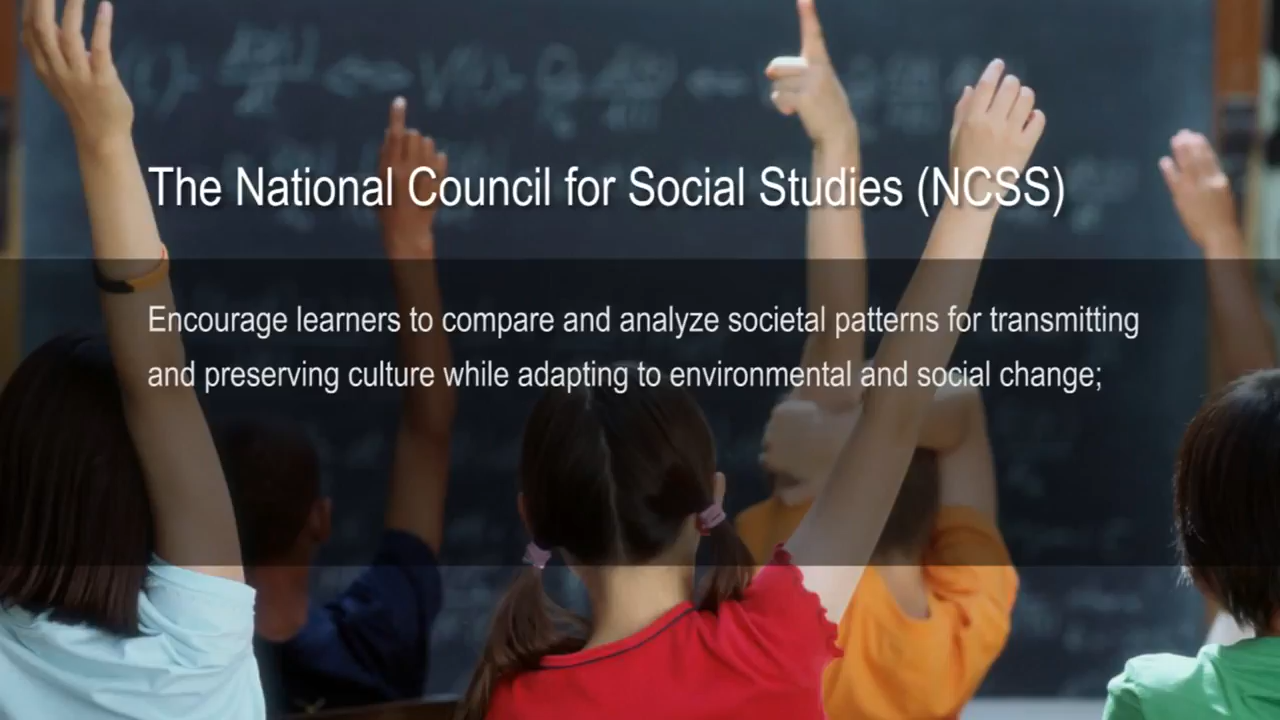 The National Council for Social Studies (NCSS)
Encourage learners to compare and analyze societal patterns for transmitting
and preserving culture while adapting to environmental and social change;